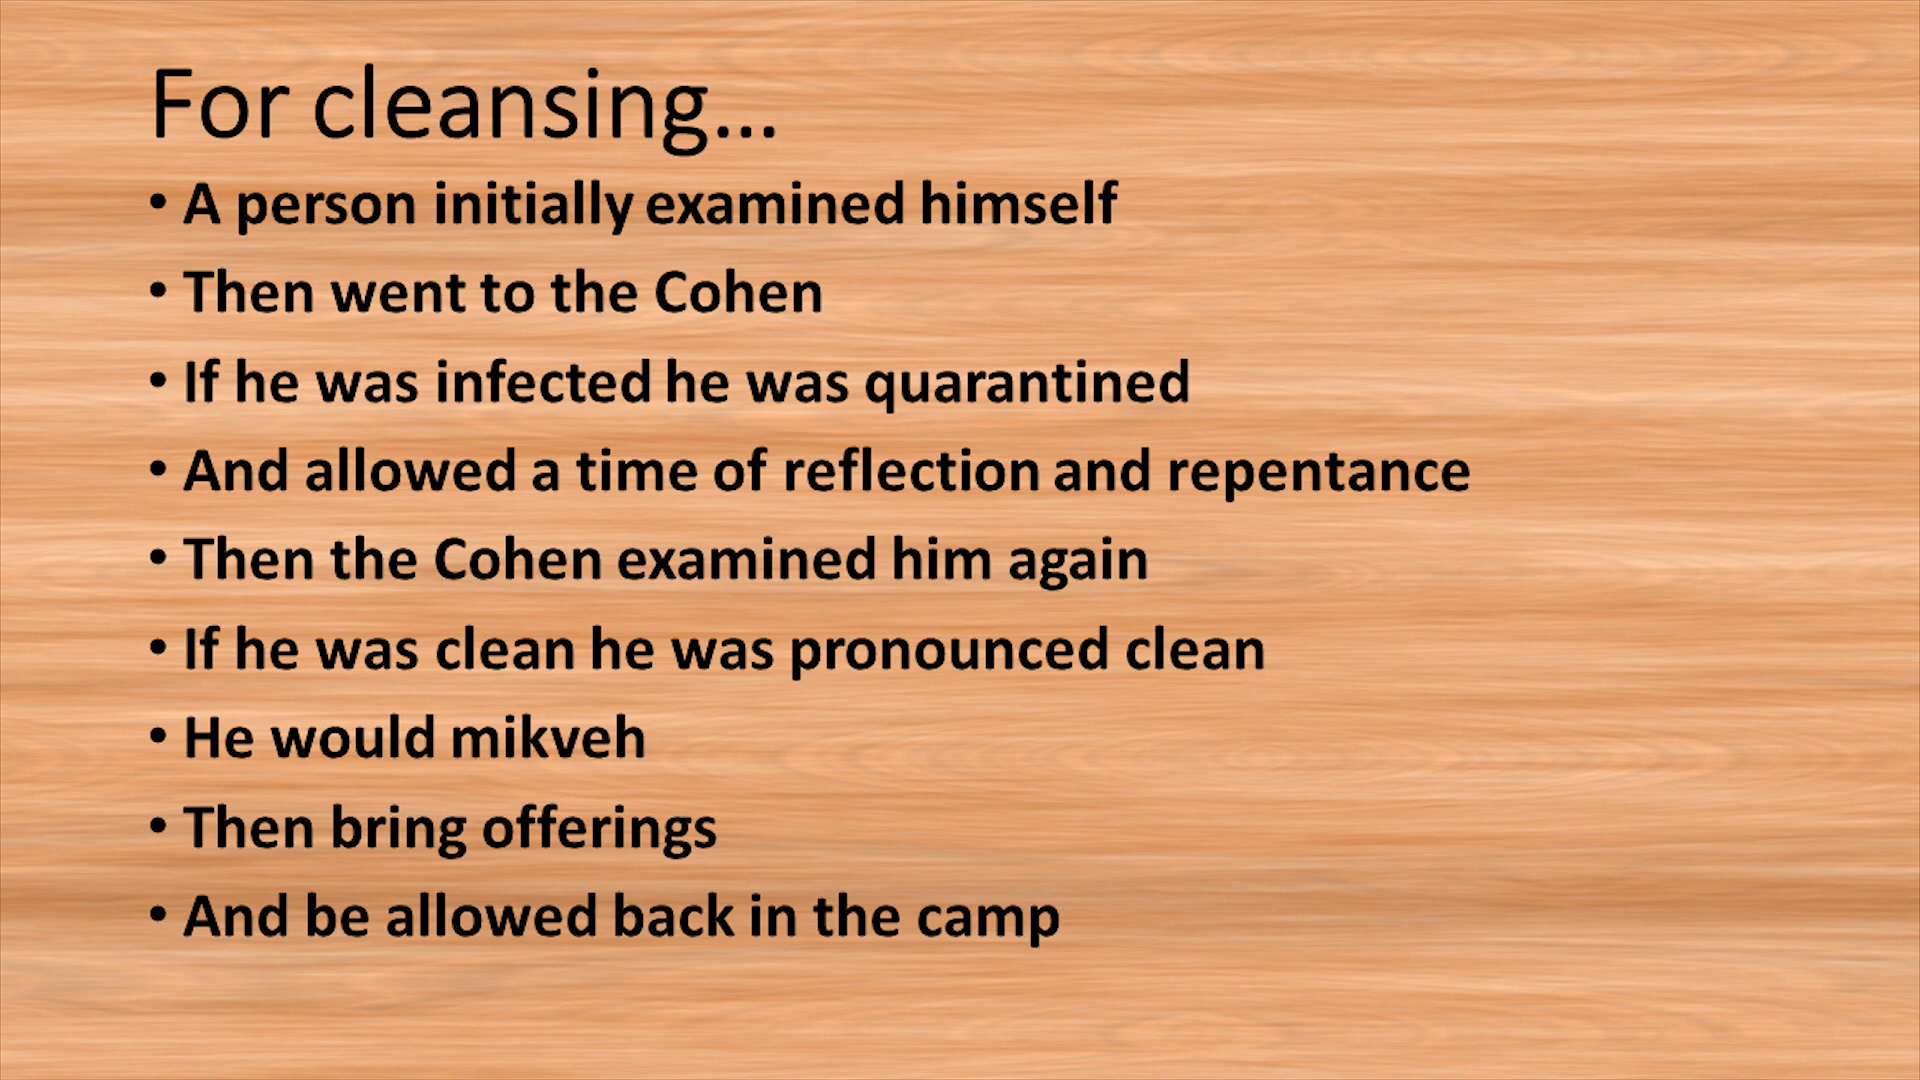 For cleansing...
• A person initially examined himself
• Then went to the Cohen
• If he was infected he was quarantined
• And allowed a time of reflection and repentance
• Then the Cohen examined him again
• If he was clean he was pronounced clean
• He would mikveh
• Then bring offerings
• And be allowed back in the camp